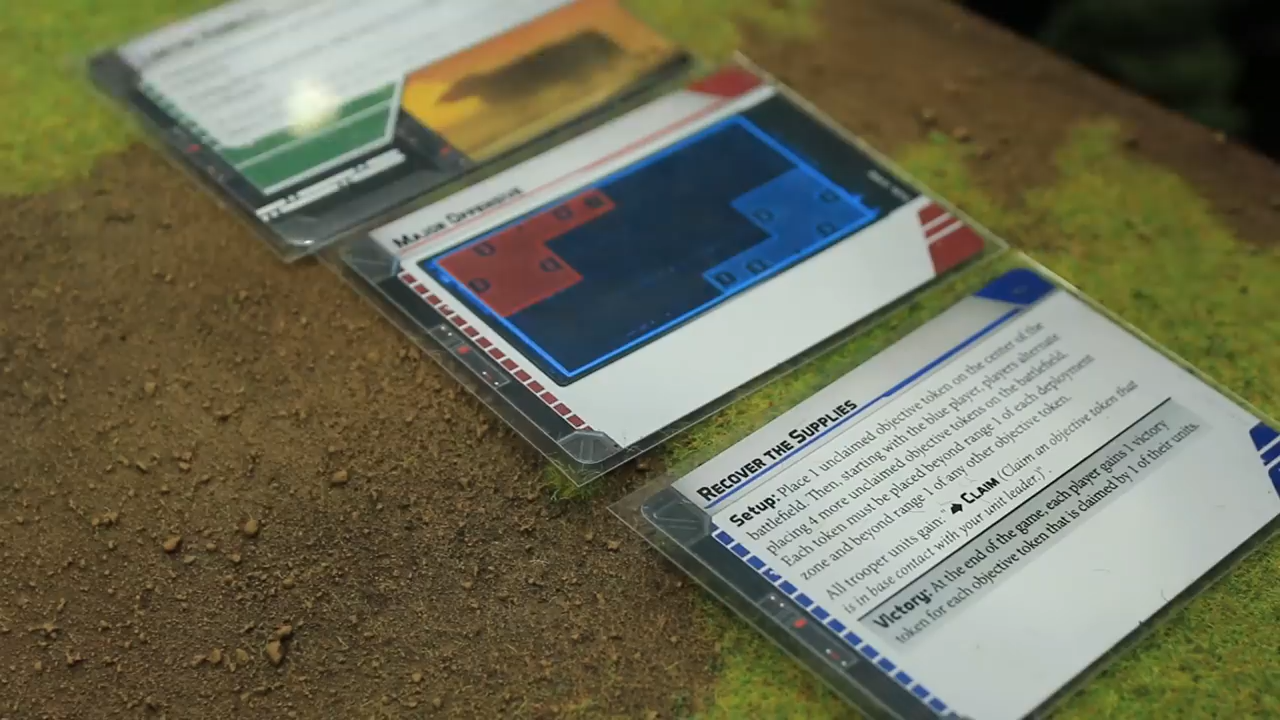 Major Offensive
Recover the Supplies
Setup: Place 1 unclaimed objective token on the center of the
battlefield. Then, starting with the blue player, players alternate
placing 4 more unclaimed objective tokens on the battlefield.
Each token must be placed beyond range 1 of each deployment
zone and beyond range 1 of any other objective token.
All trooper units gain: "➡ Claim (Claim an objective token that
is in base contact with your unit leader.)".
Victory: At the end of the game, each player gains 1 victory
token for each objective token that is claimed by 1 of their units.